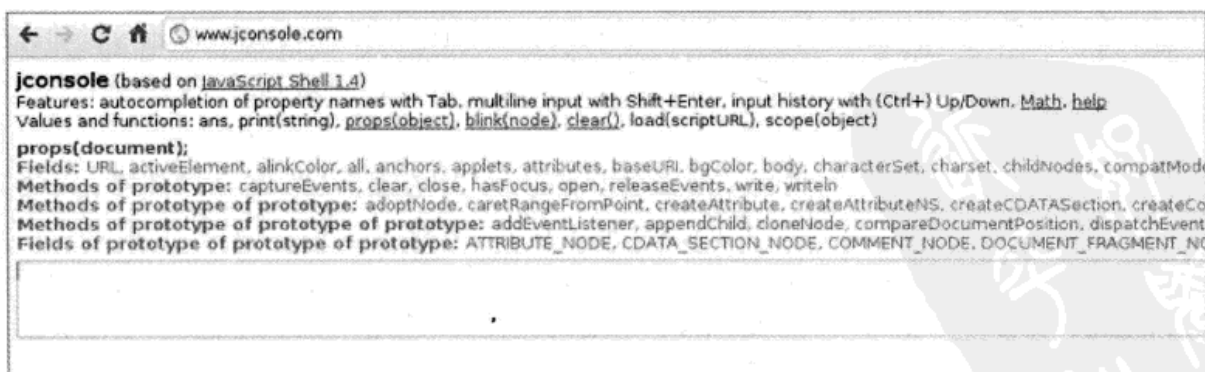 www.jconsole.com
jconsole (based on JavaScript Shell 1.4)
Features: autocompletion of property names with Tab, multiline input with Shift+Enter, input history with (Ctrl+) Up/Down. Math, help
Values and functions: ans, print(string), props(object), blink(node), clear(), load(scriptURL), scope(object)
props(document);
Fields: URL, activeElement, alinkColor, all, anchors, applets, attributes, baseURI, bgColor, body, characterSet, charset, childNodes, compatMode
Methods of prototype: captureEvents, clear, close, hasFocus, open, releaseEvents, write, writeln
Methods of prototype of prototype: adoptNode, caretRangeFromPoint, createAttribute, createAttributeNS, createCDATASection, createCo
Methods of prototype of prototype of prototype: addEventListener, appendChild, cloneNode, compareDocumentPosition, dispatchEvent
Fields of prototype of prototype of prototype: ATTRIBUTE_NODE, CDATA_SECTION_NODE, COMMENT_NODE, DOCUMENT_FRAGMENT_NO